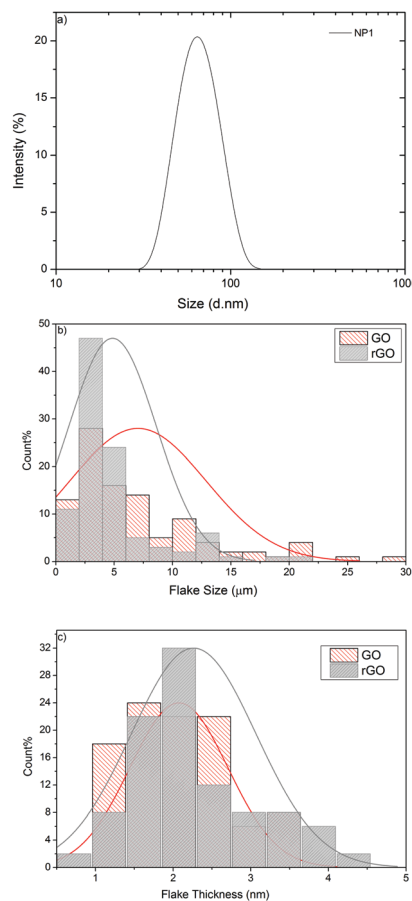 a)
NP1
20
15
10
5
0
Intensity (%)
10
100
100
Size (d.nm)
b)
GO
rGO
50
40
30
20
10
0
Count%
0
5
10
15
20
25
30
Flake Size (μm)
c)
GO
rGO
32
28
24
20
16
12
8
4
0
Count%
1
2
3
4
5
Flake Thickness (nm)